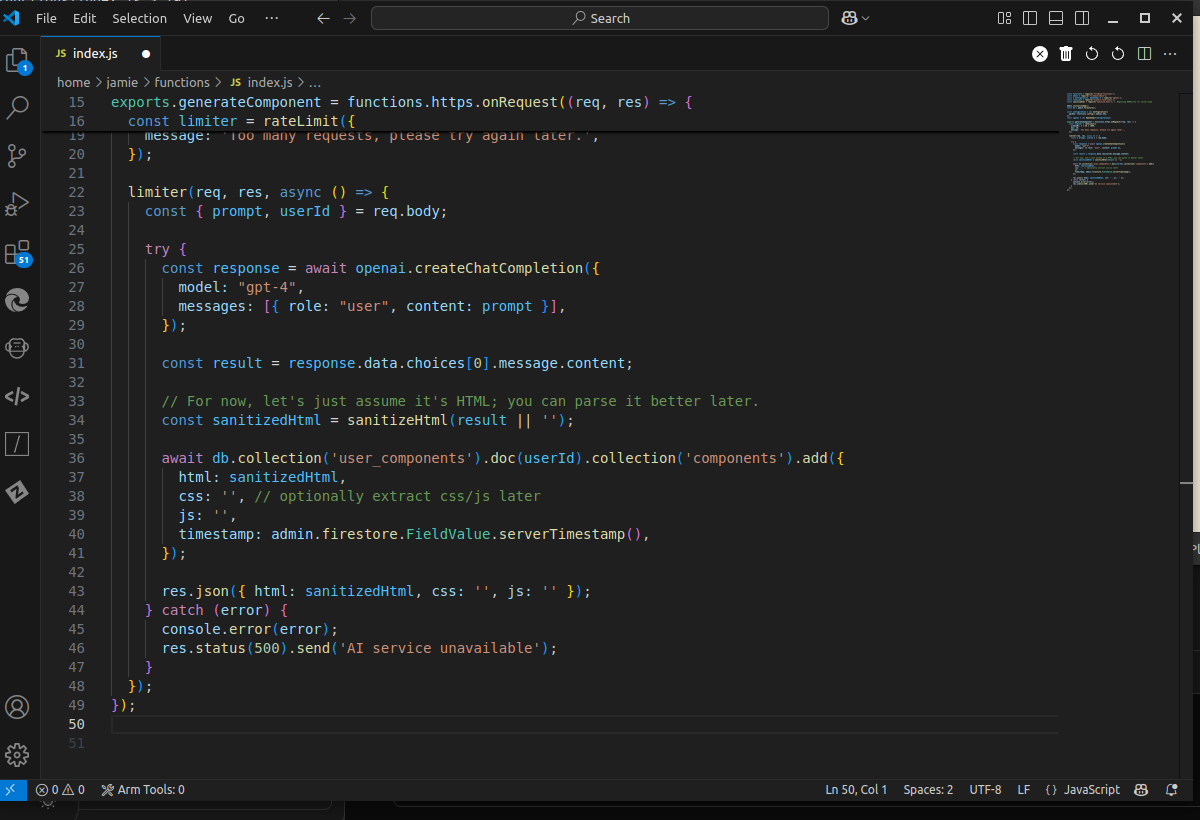 File Edit Selection View Go ··· Search
JS index.js
home > jamie > functions > JS index.js > ...
15 exports.generateComponent = functions.https.onRequest((req, res) => {
16 const limiter = rateLimit({
19 message: 'Too many requests, please try again later.',
20 });
21
22 limiter(req, res, async () => {
23 const { prompt, userId } = req.body;
24
25 try {
26 const response = await openai.createChatCompletion({
27 model: "gpt-4",
28 messages: [{ role: "user", content: prompt }],
29 });
30
31 const result = response.data.choices[0].message.content;
32
33 // For now, let's just assume it's HTML; you can parse it better later.
34 const sanitizedHtml = sanitizeHtml(result || '');
35
36 await db.collection('user_components').doc(userId).collection('components').add({
37 html: sanitizedHtml,
38 css: '', // optionally extract css/js later
39 js: '',
40 timestamp: admin.firestore.FieldValue.serverTimestamp(),
41 });
42
43 res.json({ html: sanitizedHtml, css: '', js: '' });
44 } catch (error) {
45 console.error(error);
46 res.status(500).send('AI service unavailable');
47 }
48 });
49 });
50
51
1
51
0 0 Arm Tools: 0 Ln 50, Col 1 Spaces: 2 UTF-8 LF {} JavaScript